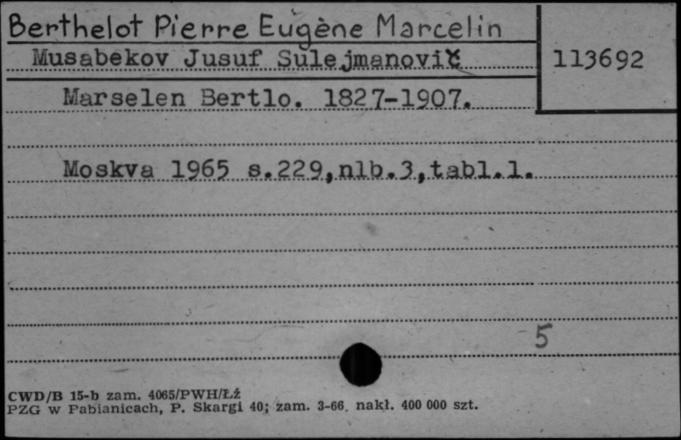 Berthelot Pierre Eugène Marcelin
Musabekov Jusuf Sulejmanovič
113692
Marselen Bertlo. 1827-1907.
Moskva 1965 s.229,nlb.3,tabl.1.
5
CWD/B 15-b zam. 4065/PWH/Łź
PZG w Pabianicach, P. Skargi 40; zam. 3-66. nakł. 400 000 szt.